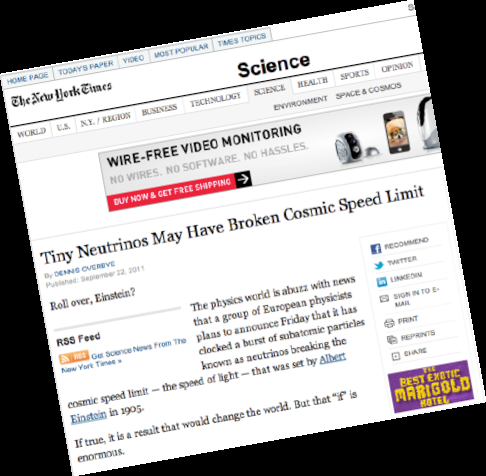 HOME PAGE TODAY'S PAPER VIDEO MOST POPULAR TIMES TOPICS
The New York Times
Science
WORLD U.S. N.Y. / REGION BUSINESS TECHNOLOGY SCIENCE HEALTH SPORTS OPINION
ENVIRONMENT SPACE & COSMOS
WIRE-FREE VIDEO MONITORING
NO WIRES. NO SOFTWARE. NO HASSLES.
BUY NOW & GET FREE SHIPPING
Tiny Neutrinos May Have Broken Cosmic Speed Limit
By DENNIS OVERBYE
Published: September 22, 2011
Roll over, Einstein?
RSS Feed
RSS Get Science News From The
New York Times »
The physics world is abuzz with news
that a group of European physicists
plans to announce Friday that it has
clocked a burst of subatomic particles
known as neutrinos breaking the
cosmic speed limit — the speed of light — that was set by Albert
Einstein in 1905.
If true, it is a result that would change the world. But that “if” is
enormous.
RECOMMEND
TWITTER
LINKEDIN
SIGN IN TO E-
MAIL
PRINT
REPRINTS
SHARE
THE
BEST EXOTIC
MARIGOLD
HOTEL